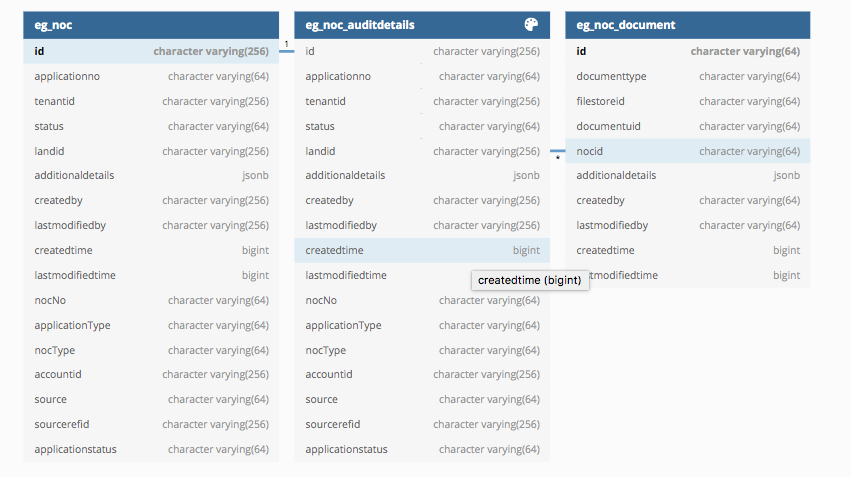 eg_noc
id character varying(256)
applicationno character varying(64)
tenantid character varying(256)
status character varying(64)
landid character varying(256)
additionaldetails jsonb
createdby character varying(256)
lastmodifiedby character varying(256)
createdtime bigint
lastmodifiedtime bigint
nocNo character varying(64)
applicationType character varying(64)
nocType character varying(64)
accountid character varying(256)
source character varying(64)
sourcerefid character varying(256)
applicationstatus character varying(64)
1
eg_noc_auditdetails
id character varying(256)
applicationno character varying(64)
tenantid character varying(256)
status character varying(64)
landid character varying(256)
additionaldetails jsonb
createdby character varying(256)
lastmodifiedby character varying(256)
createdtime bigint
lastmodifiedtime
createdtime (bigint)
nocNo character varying(64)
applicationType character varying(64)
nocType character varying(64)
accountid character varying(256)
source character varying(64)
sourcerefid character varying(256)
applicationstatus character varying(64)
*
eg_noc_document
id character varying(64)
documenttype character varying(64)
filestoreid character varying(64)
documentuid character varying(64)
nocid character varying(64)
additionaldetails jsonb
createdby character varying(64)
lastmodifiedby character varying(64)
createdtime bigint
stmodifiedtime bigint